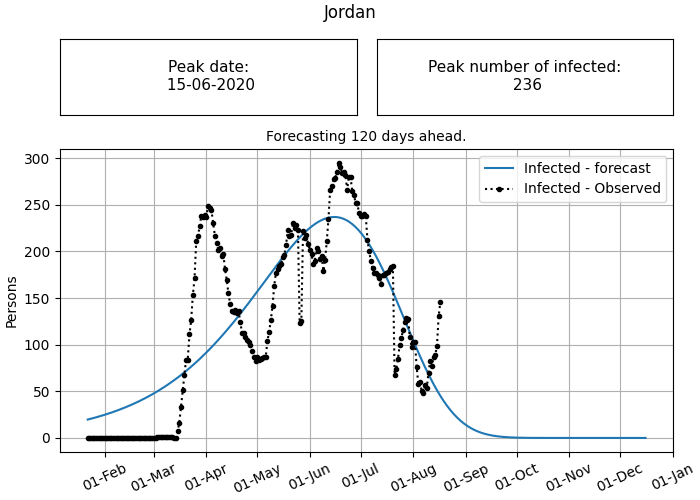 Jordan
Peak date:
15-06-2020
Peak number of infected:
236
Forecasting 120 days ahead.
300
250
200
150
100
50
0
Persons
Infected - forecast
Infected - Observed
01-Feb
01-Mar
01-Apr
01-May
01-Jun
01-Jul
01-Aug
01-Sep
01-Oct
01-Nov
01-Dec
01-Jan